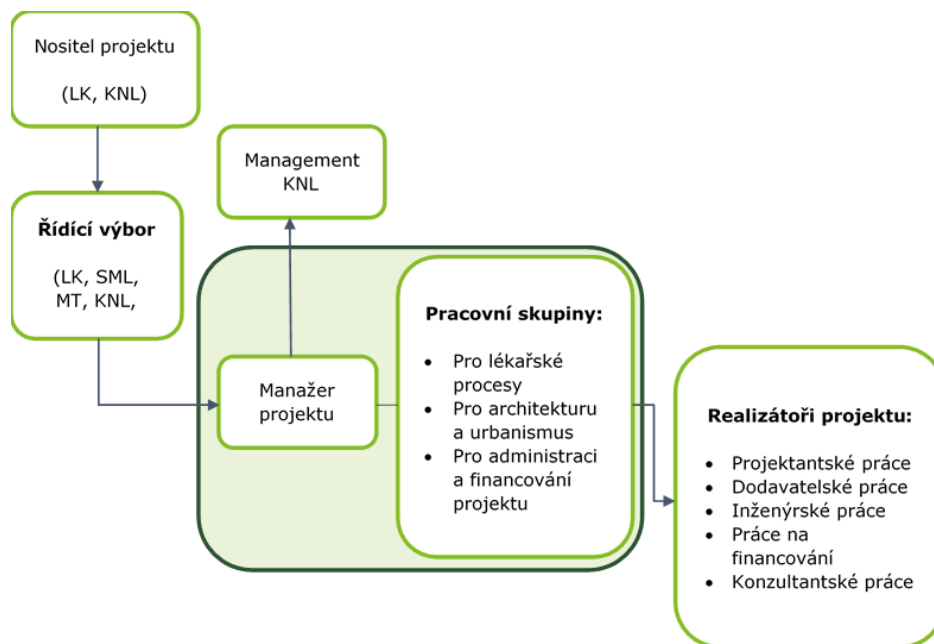 Nositel projektu
(LK, KNL)
Management
KNL
Řídící výbor
(LK, SML,
MT, KNL,
Manažer
projektu
Pracovní skupiny:
• Pro lékařské
procesy
• Pro architekturu
a urbanismus
• Pro administraci
a financování
projektu
Realizátoři projektu:
• Projektantské práce
• Dodavatelské práce
• Inženýrské práce
• Práce na
financování
• Konzultantské práce